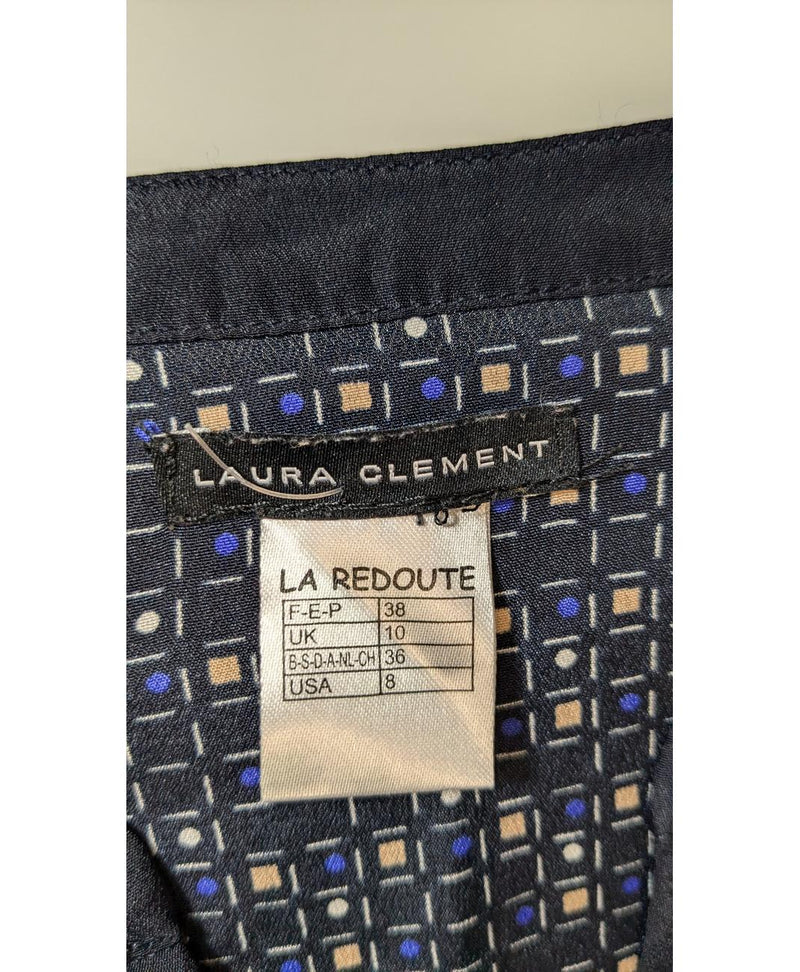 LAURA CLEMENT
LA REDOUTE
F-E-P 38
UK 10
B-S-D-A-NL-CH 36
USA 8